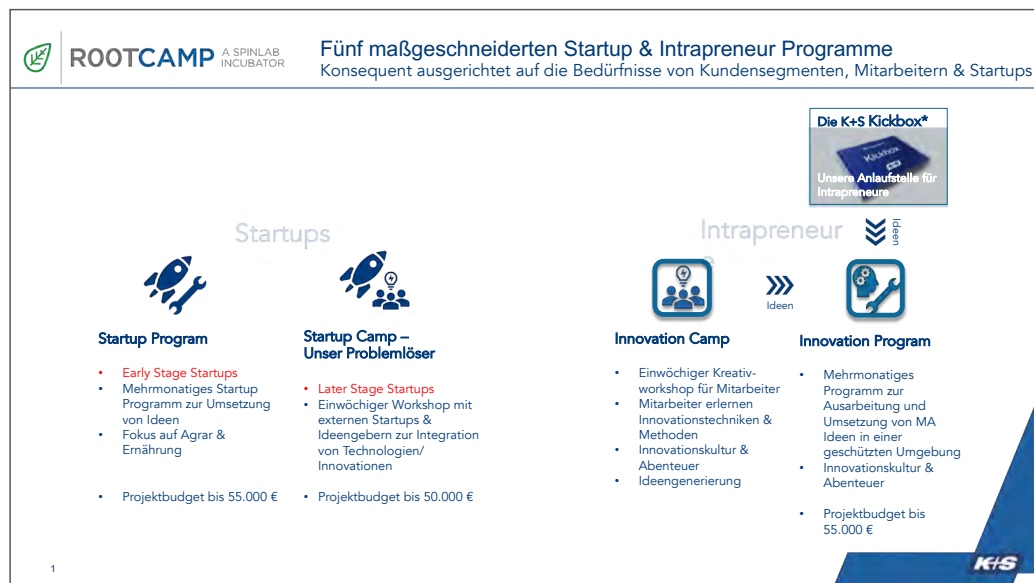 ROOTCAMP A SPINLAB INCUBATOR
Fünf maßgeschneiderten Startup & Intrapreneur Programme
Konsequent ausgerichtet auf die Bedürfnisse von Kundensegmenten, Mitarbeitern & Startups
Die K+S Kickbox*
Kickbox
Unsere Anlaufstelle für
Intrapreneure
Ideen
Startups
Intrapreneur
Ideen
Startup Program
• Early Stage Startups
• Mehrmonatiges Startup
Programm zur Umsetzung
von Ideen
• Fokus auf Agrar &
Ernährung
• Projektbudget bis 55.000 €
Startup Camp –
Unser Problemlöser
• Later Stage Startups
• Einwöchiger Workshop mit
externen Startups &
Ideengebern zur Integration
von Technologien/
Innovationen
• Projektbudget bis 50.000 €
Innovation Camp
• Einwöchiger Kreativ-
workshop für Mitarbeiter
• Mitarbeiter erlernen
Innovationstechniken &
Methoden
• Innovationskultur &
Abenteuer
• Ideengenerierung
Innovation Program
• Mehrmonatiges
Programm zur
Ausarbeitung und
Umsetzung von MA
Ideen in einer
geschützten Umgebung
• Innovationskultur &
Abenteuer
• Projektbudget bis
55.000 €
1
K+S